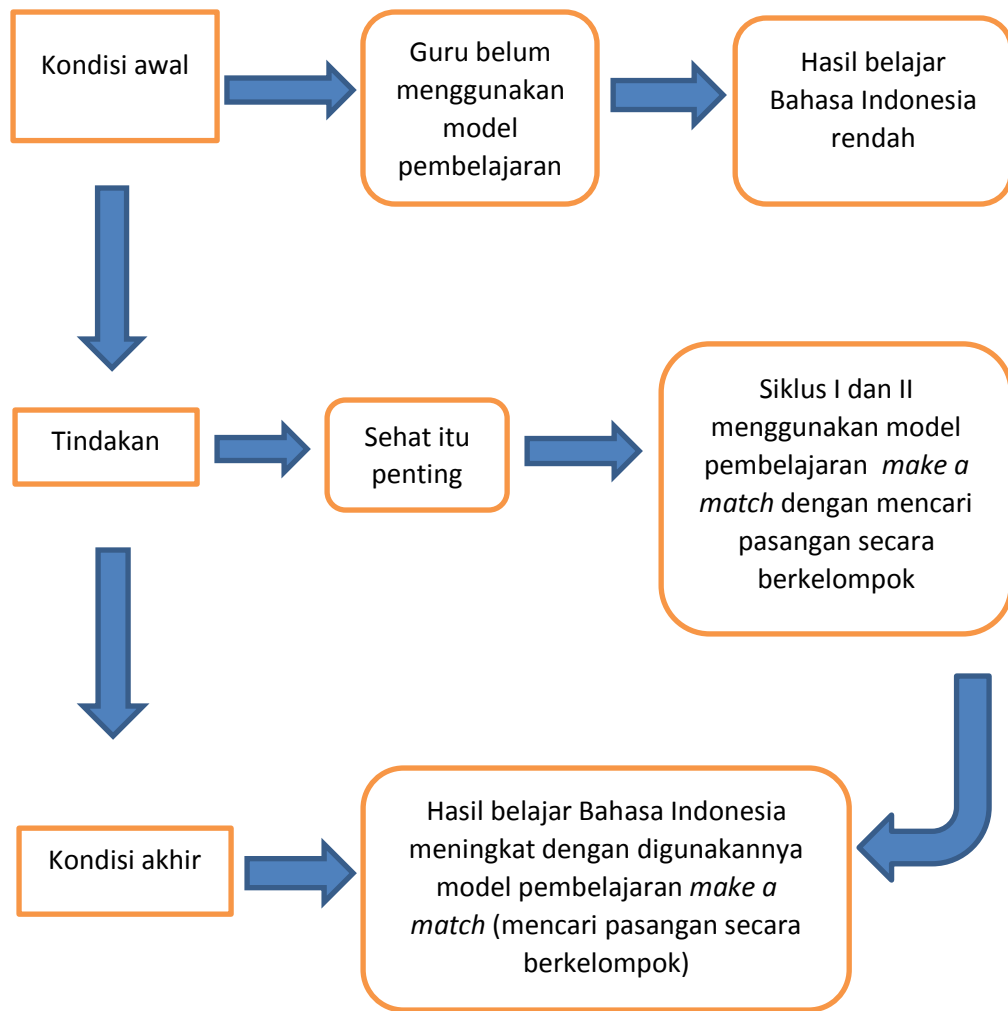 Kondisi awal
Guru belum
menggunakan
model
pembelajaran
Hasil belajar
Bahasa Indonesia
rendah
Tindakan
Sehat itu
penting
Siklus I dan II
menggunakan model
pembelajaran make a
match dengan mencari
pasangan secara
berkelompok
Kondisi akhir
Hasil belajar Bahasa Indonesia
meningkat dengan digunakannya
model pembelajaran make a
match (mencari pasangan secara
berkelompok)